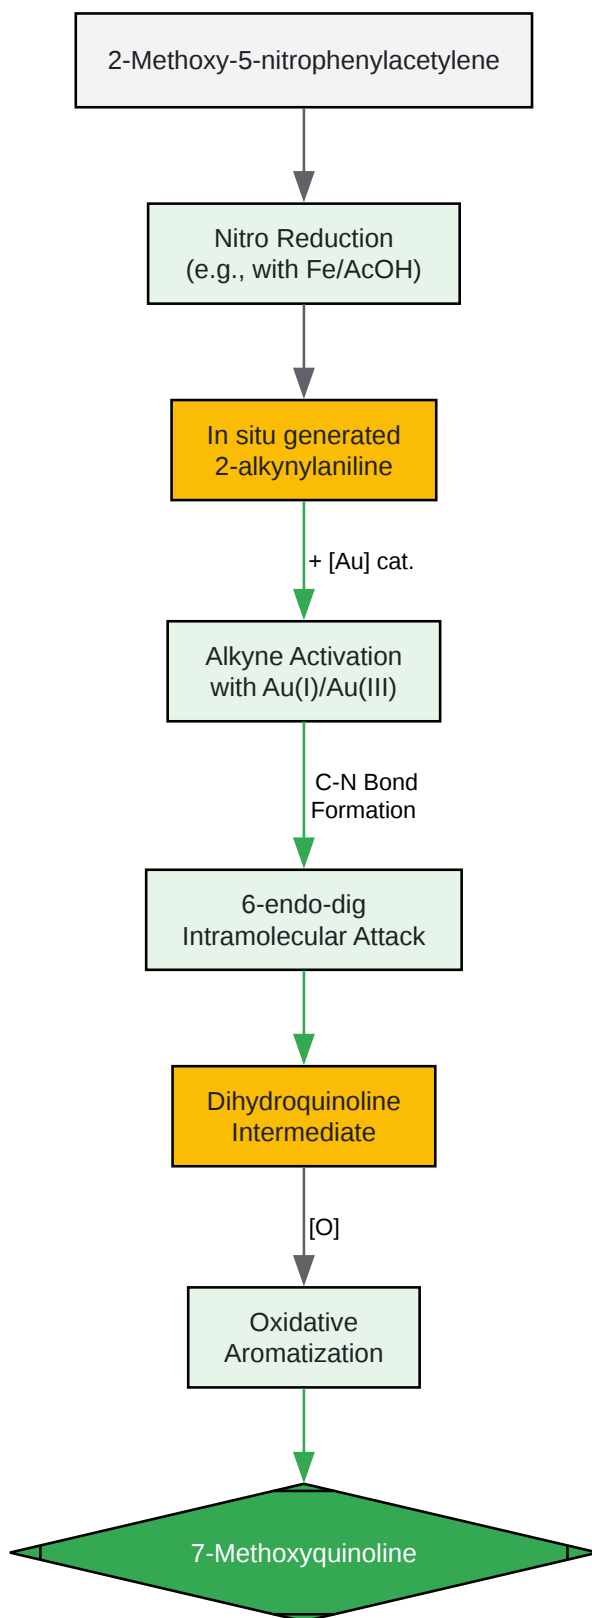 2-Methoxy-5-nitrophenylacetylene
Nitro Reduction
(e.g., with Fe/AcOH)
In situ generated
2-alkynylaniline
+ [Au] cat.
Alkyne Activation
with Au(I)/Au(III)
C-N Bond
Formation
6-endo-dig
Intramolecular Attack
Dihydroquinoline
Intermediate
[O]
Oxidative
Aromatization
7-Methoxyquinoline